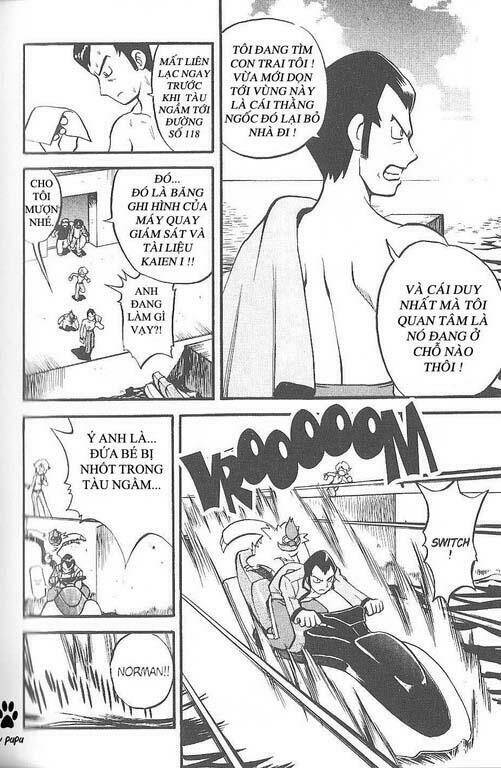 TÔI ĐANG TÌM
CON TRAI TÔI !
VỪA MỚI DỌN
TỚI VÙNG NÀY
LÀ CÁI THẰNG
NGỐC ĐÓ LẠI BỎ
NHÀ ĐI !
VÀ CÁI DUY
NHẤT MÀ TÔI
QUAN TÂM LÀ
NÓ ĐANG Ở
CHỖ NÀO
THÔI !
MẤT LIÊN
LẠC NGAY
TRƯỚC
KHI TÀU
NGẦM TỚI
ĐƯỜNG
SỐ 118
ĐÓ...
ĐÓ LÀ BĂNG
GHI HÌNH CỦA
MÁY QUAY
GIÁM SÁT VÀ
TÀI LIỆU
KAIEN 1 !!
CHO
TÔI
MƯỢN
NHÉ.
ANH
ĐANG
LÀM GÌ
VẬY?!
SWITCH
!
VROOOOOM
Ý ANH LÀ...
ĐỨA BÉ BỊ
NHỐT TRONG
TÀU NGẦM...
NORMAN!!
papa